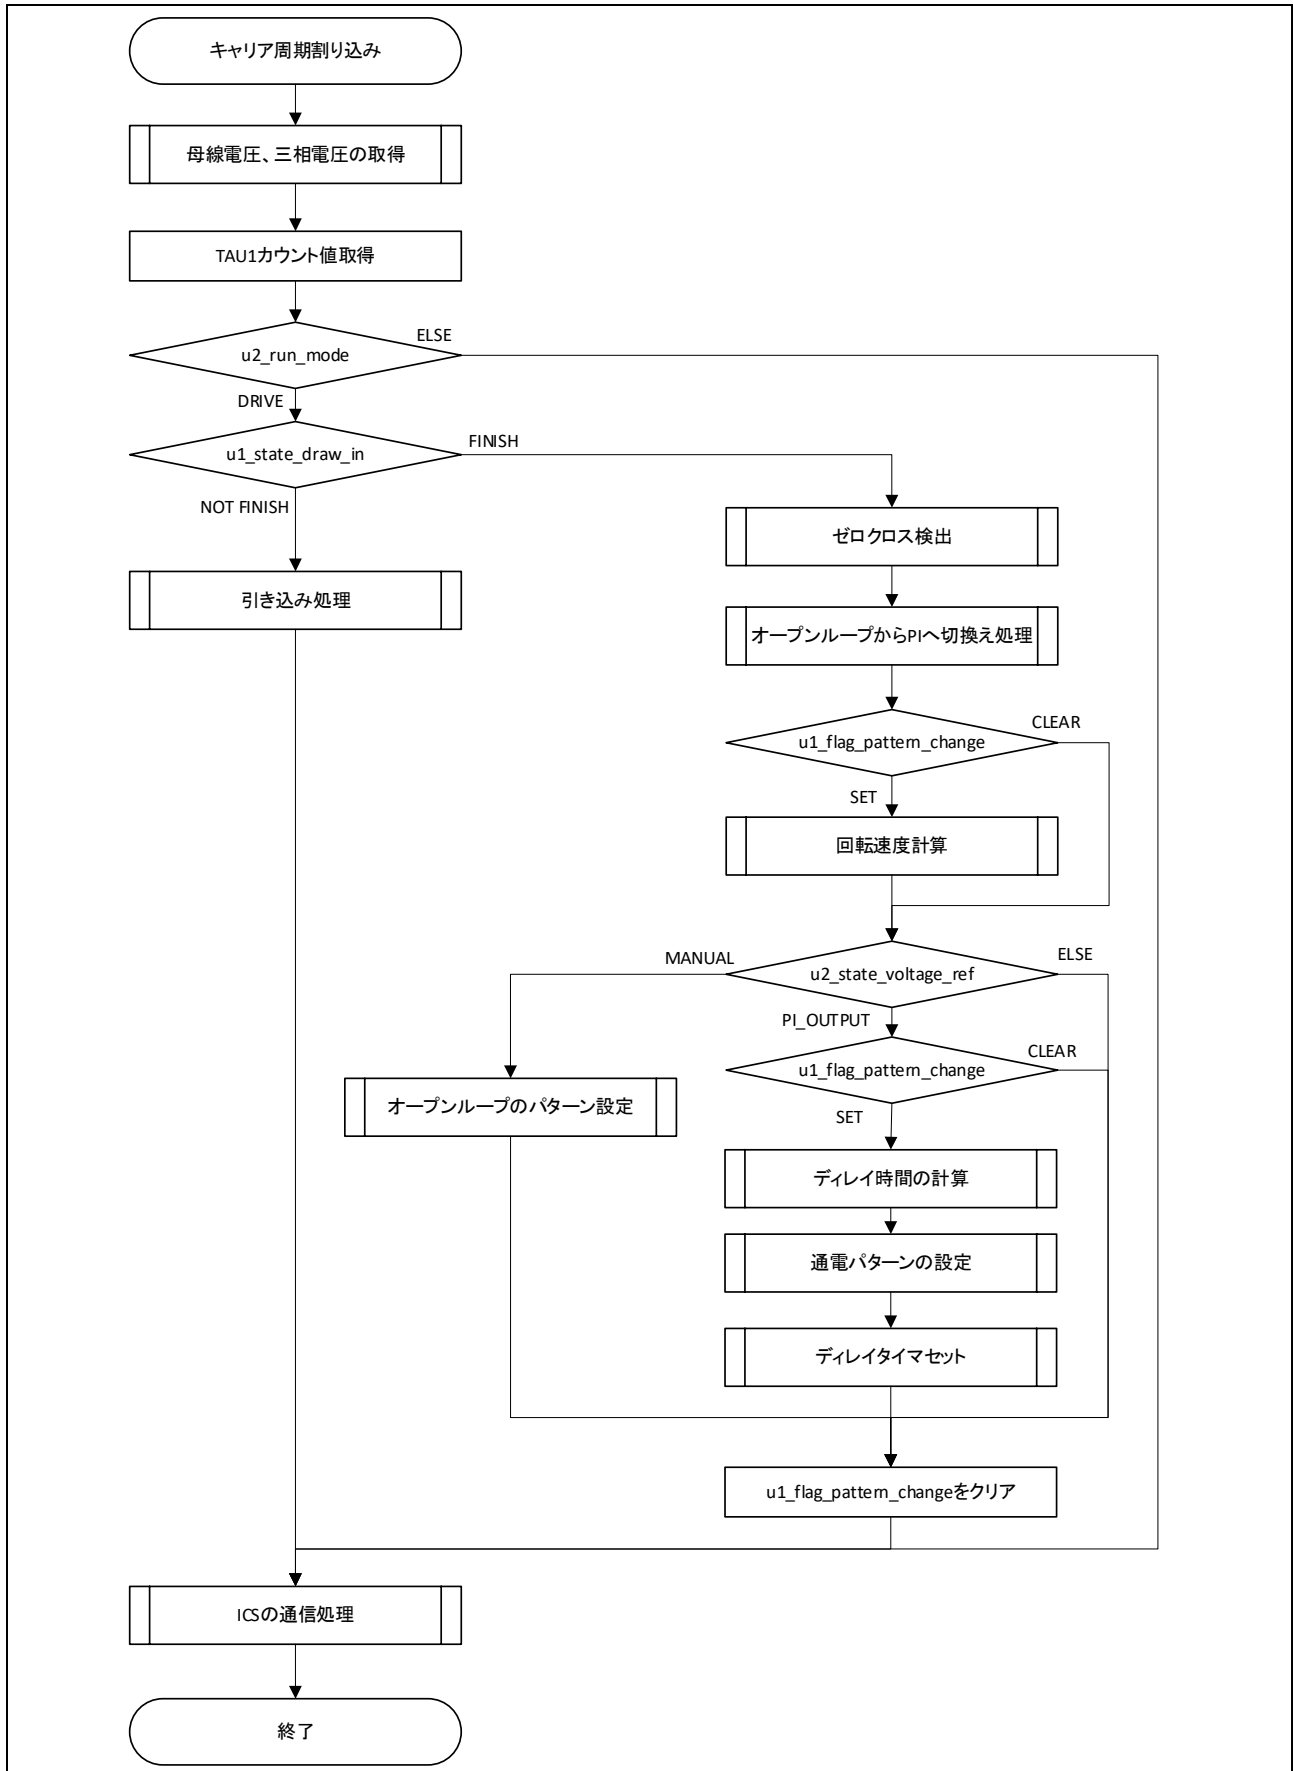 キャリア周期割り込み
母線電圧、三相電圧の取得
TAU1カウント値取得
u2_run_mode
ELSE
DRIVE
u1_state_draw_in
FINISH
NOT FINISH
引き込み処理
ゼロクロス検出
オープンループからPIへ切換え処理
u1_flag_pattern_change
CLEAR
SET
回転速度計算
MANUAL
u2_state_voltage_ref
ELSE
PI_OUTPUT
オープンループのパターン設定
u1_flag_pattern_change
CLEAR
SET
ディレイ時間の計算
通電パターンの設定
ディレイタイマセット
u1_flag_pattern_changeをクリア
ICSの通信処理
終了